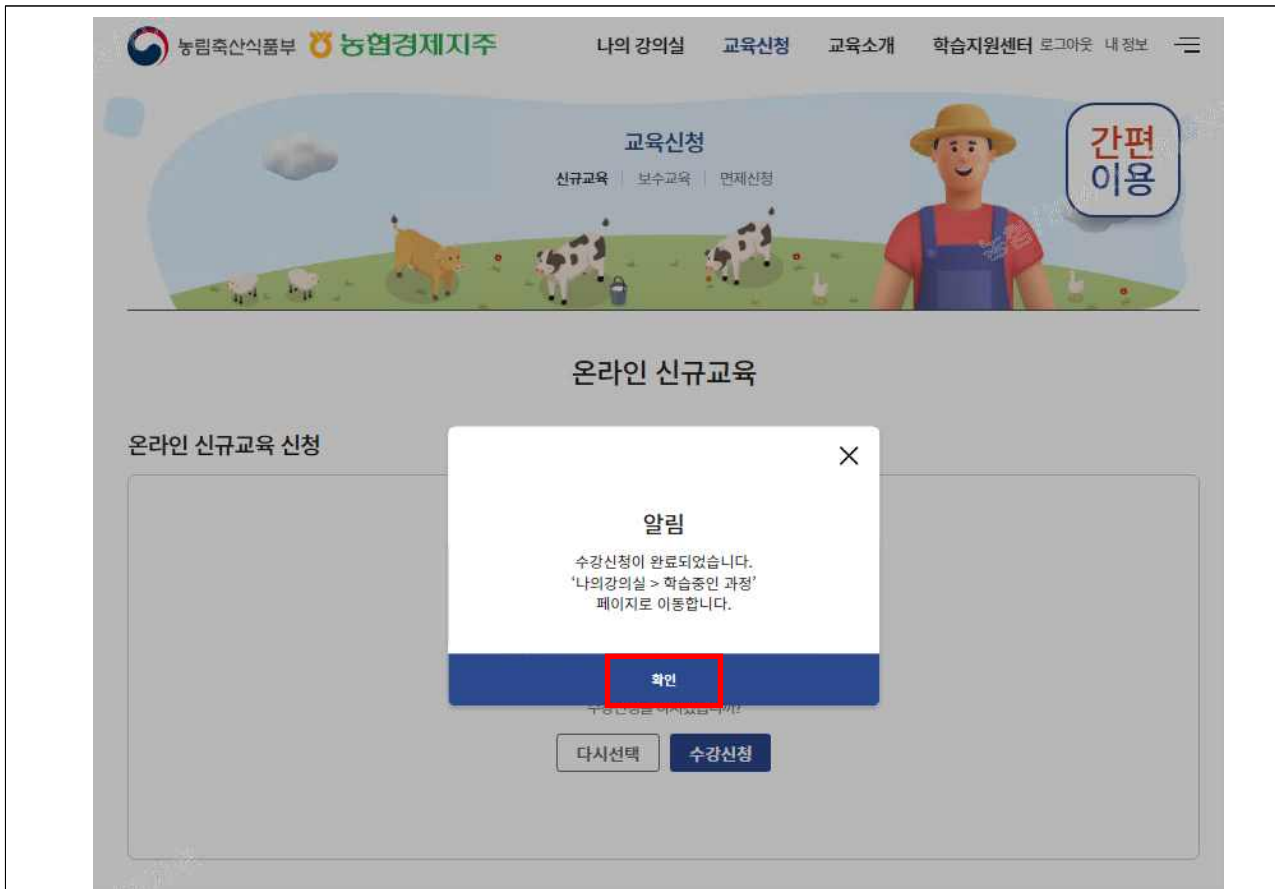 농림축산식품부 농협경제지주 나의 강의실 교육신청 교육소개 학습지원센터 로그아웃 내 정보
교육신청
신규교육 | 보수교육 | 면제신청
간편
이용
온라인 신규교육
온라인 신규교육 신청
알림
수강신청이 완료되었습니다.
‘나의강의실 > 학습중인 과정’
페이지로 이동합니다.
확인
다시선택 수강신청